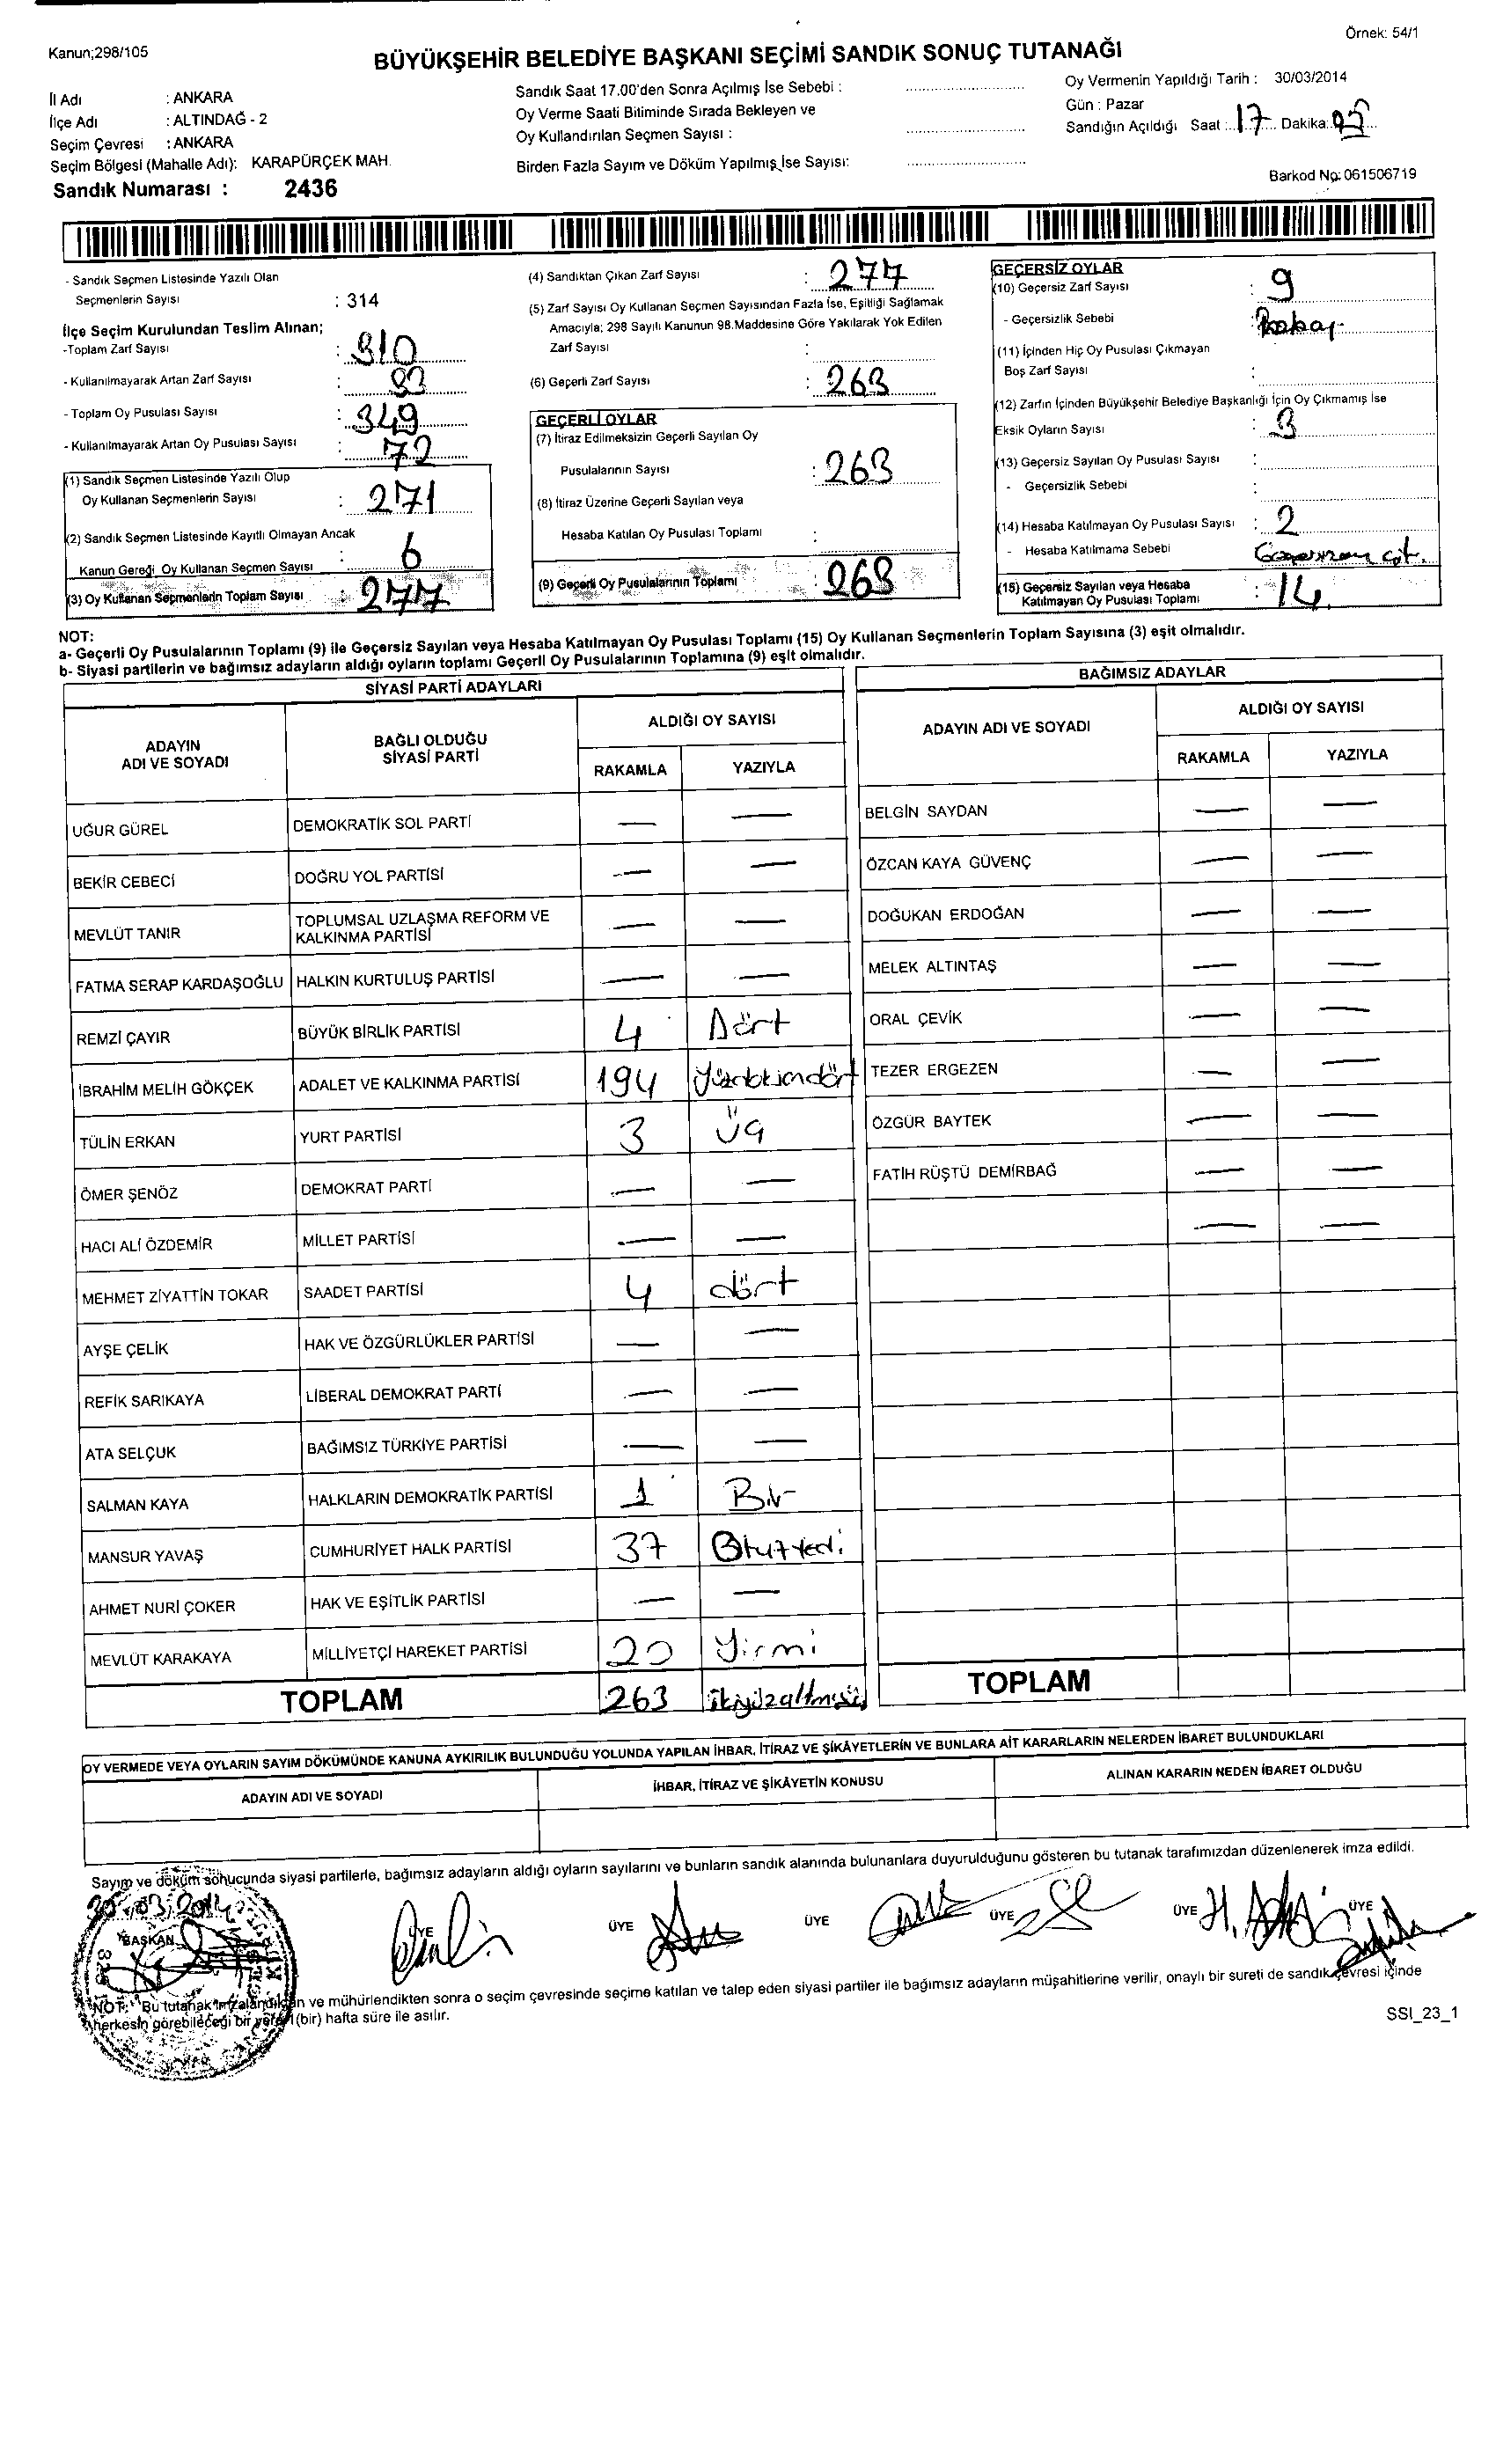 Örnek: 54/1
Kanun;298/105
BÜYÜKŞEHİR BELEDİYE BAŞKANI SEÇİMİ SANDIK SONUÇ TUTANAĞI
İl Adı : ANKARA
İlçe Adı : ALTINDAĞ - 2
Seçim Çevresi : ANKARA
Seçim Bölgesi (Mahalle Adı): KARAPÜRÇEK MAH.
Sandık Numarası : 2436
Sandık Saat 17.00'den Sonra Açılmış İse Sebebi :
Oy Verme Saati Bitiminde Sırada Bekleyen ve
Oy Kullandırılan Seçmen Sayısı :
Birden Fazla Sayım ve Döküm Yapılmış İse Sayısı:
Oy Vermenin Yapıldığı Tarih : 30/03/2014
Gün : Pazar
Sandığın Açıldığı Saat : 17 Dakika:
Barkod No: 061506719
- Sandık Seçmen Listesinde Yazılı Olan
Seçmenlerin Sayısı : 314
İlçe Seçim Kurulundan Teslim Alınan;
-Toplam Zarf Sayısı : 310
- Kullanılmayarak Artan Zarf Sayısı :
- Toplam Oy Pusulası Sayısı : 349
- Kullanılmayarak Artan Oy Pusulası Sayısı : 72
(1) Sandık Seçmen Listesinde Yazılı Olup
Oy Kullanan Seçmenlerin Sayısı : 271
(2) Sandık Seçmen Listesinde Kayıtlı Olmayan Ancak
Kanun Gereği Oy Kullanan Seçmen Sayısı : 6
(3) Oy Kullanan Seçmenlerin Toplam Sayısı : 277
(4) Sandıktan Çıkan Zarf Sayısı : 277
(5) Zarf Sayısı Oy Kullanan Seçmen Sayısından Fazla İse, Eşitliği Sağlamak
Amacıyla; 298 Sayılı Kanunun 98.Maddesine Göre Yakılarak Yok Edilen
Zarf Sayısı :
(6) Geçerli Zarf Sayısı : 268
GEÇERLİ OYLAR
(7) İtiraz Edilmeksizin Geçerli Sayılan Oy
Pusulalarının Sayısı : 263
(8) İtiraz Üzerine Geçerli Sayılan veya
Hesaba Katılan Oy Pusulası Toplamı :
(9) Geçerli Oy Pusulalarının Toplamı : 263
GEÇERSİZ OYLAR
(10) Geçersiz Zarf Sayısı : 9
- Geçersizlik Sebebi :
(11) İçinden Hiç Oy Pusulası Çıkmayan
Boş Zarf Sayısı :
(12) Zarfın İçinden Büyükşehir Belediye Başkanlığı İçin Oy Çıkmamış İse
Eksik Oyların Sayısı : 3
(13) Geçersiz Sayılan Oy Pusulası Sayısı :
- Geçersizlik Sebebi :
(14) Hesaba Katılmayan Oy Pusulası Sayısı : 2
- Hesaba Katılmama Sebebi :
(15) Geçersiz Sayılan veya Hesaba
Katılmayan Oy Pusulası Toplamı : 14
NOT:
a- Geçerli Oy Pusulalarının Toplamı (9) ile Geçersiz Sayılan veya Hesaba Katılmayan Oy Pusulası Toplamı (15) Oy Kullanan Seçmenlerin Toplam Sayısına (3) eşit olmalıdır.
b- Siyasi partilerin ve bağımsız adayların aldığı oyların toplamı Geçerli Oy Pusulalarının Toplamına (9) eşit olmalıdır.
SİYASİ PARTİ ADAYLARI
ADAYIN ADI VE SOYADI BAĞLI OLDUĞU SİYASİ PARTİ ALDIĞI OY SAYISI
RAKAMLA YAZIYLA
UĞUR GÜREL DEMOKRATİK SOL PARTİ — —
BEKİR CEBECİ DOĞRU YOL PARTİSİ — —
MEVLÜT TANIR TOPLUMSAL UZLAŞMA REFORM VE KALKINMA PARTİSİ — —
FATMA SERAP KARDAŞOĞLU HALKIN KURTULUŞ PARTİSİ — —
REMZİ ÇAYIR BÜYÜK BİRLİK PARTİSİ 4 Dört
İBRAHİM MELİH GÖKÇEK ADALET VE KALKINMA PARTİSİ 194
TÜLİN ERKAN YURT PARTİSİ 3 Üç
ÖMER ŞENÖZ DEMOKRAT PARTİ — —
HACI ALİ ÖZDEMİR MİLLET PARTİSİ — —
MEHMET ZİYATTİN TOKAR SAADET PARTİSİ 4 dört
AYŞE ÇELİK HAK VE ÖZGÜRLÜKLER PARTİSİ — —
REFİK SARIKAYA LİBERAL DEMOKRAT PARTİ — —
ATA SELÇUK BAĞIMSIZ TÜRKİYE PARTİSİ — —
SALMAN KAYA HALKLARIN DEMOKRATİK PARTİSİ 1 Bir
MANSUR YAVAŞ CUMHURİYET HALK PARTİSİ 37 Otuzyedi
AHMET NURİ ÇOKER HAK VE EŞİTLİK PARTİSİ — —
MEVLÜT KARAKAYA MİLLİYETÇİ HAREKET PARTİSİ 20 Yirmi
TOPLAM 263 ikiyüzaltmışüç
BAĞIMSIZ ADAYLAR
ADAYIN ADI VE SOYADI ALDIĞI OY SAYISI
RAKAMLA YAZIYLA
BELGİN SAYDAN — —
ÖZCAN KAYA GÜVENÇ — —
DOĞUKAN ERDOĞAN — —
MELEK ALTINTAŞ — —
ORAL ÇEVİK — —
TEZER ERGEZEN — —
ÖZGÜR BAYTEK — —
FATİH RÜŞTÜ DEMİRBAĞ — —
— —
TOPLAM
OY VERMEDE VEYA OYLARIN SAYIM DÖKÜMÜNDE KANUNA AYKIRILIK BULUNDUĞU YOLUNDA YAPILAN İHBAR, İTİRAZ VE ŞİKÂYETLERİN VE BUNLARA AİT KARARLARIN NELERDEN İBARET BULUNDUKLARI
ADAYIN ADI VE SOYADI İHBAR, İTİRAZ VE ŞİKÂYETİN KONUSU ALINAN KARARIN NEDEN İBARET OLDUĞU
Sayım ve döküm sonucunda siyasi partilerle, bağımsız adayların aldığı oyların sayılarını ve bunların sandık alanında bulunanlara duyurulduğunu gösteren bu tutanak tarafımızdan düzenlenerek imza edildi.
30.03.2014
BAŞKAN ÜYE ÜYE ÜYE ÜYE ÜYE ÜYE
NOT: Bu tutanak imzalandıktan ve mühürlendikten sonra o seçim çevresinde seçime katılan ve talep eden siyasi partiler ile bağımsız adayların müşahitlerine verilir, onaylı bir sureti de sandık çevresi içinde
herkesin görebileceği bir yere 1 (bir) hafta süre ile asılır.
SSI_23_1